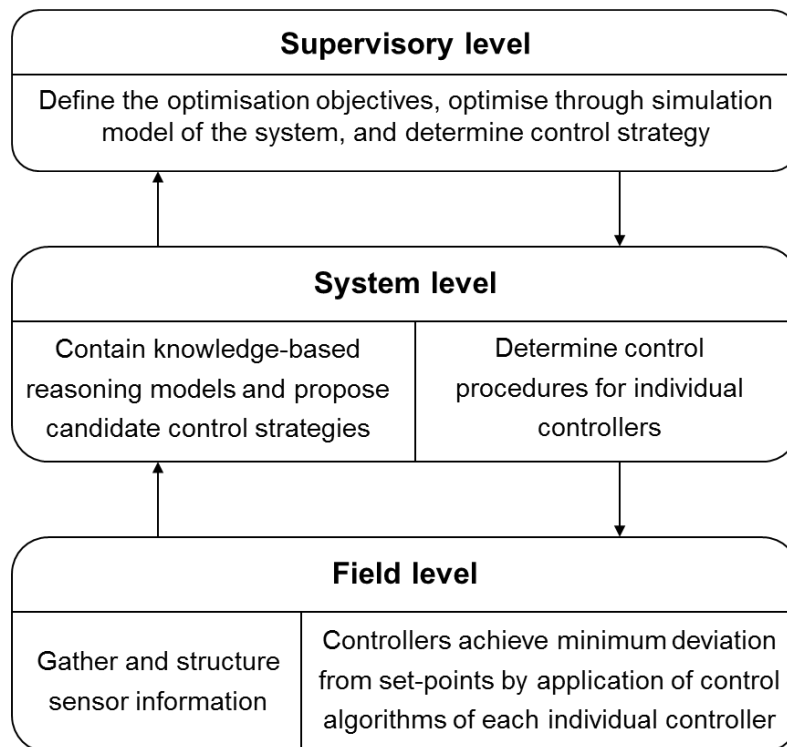 Supervisory level
Define the optimisation objectives, optimise through simulation
model of the system, and determine control strategy
System level
Contain knowledge-based
reasoning models and propose
candidate control strategies
Determine control
procedures for individual
controllers
Field level
Gather and structure
sensor information
Controllers achieve minimum deviation
from set-points by application of control
algorithms of each individual controller